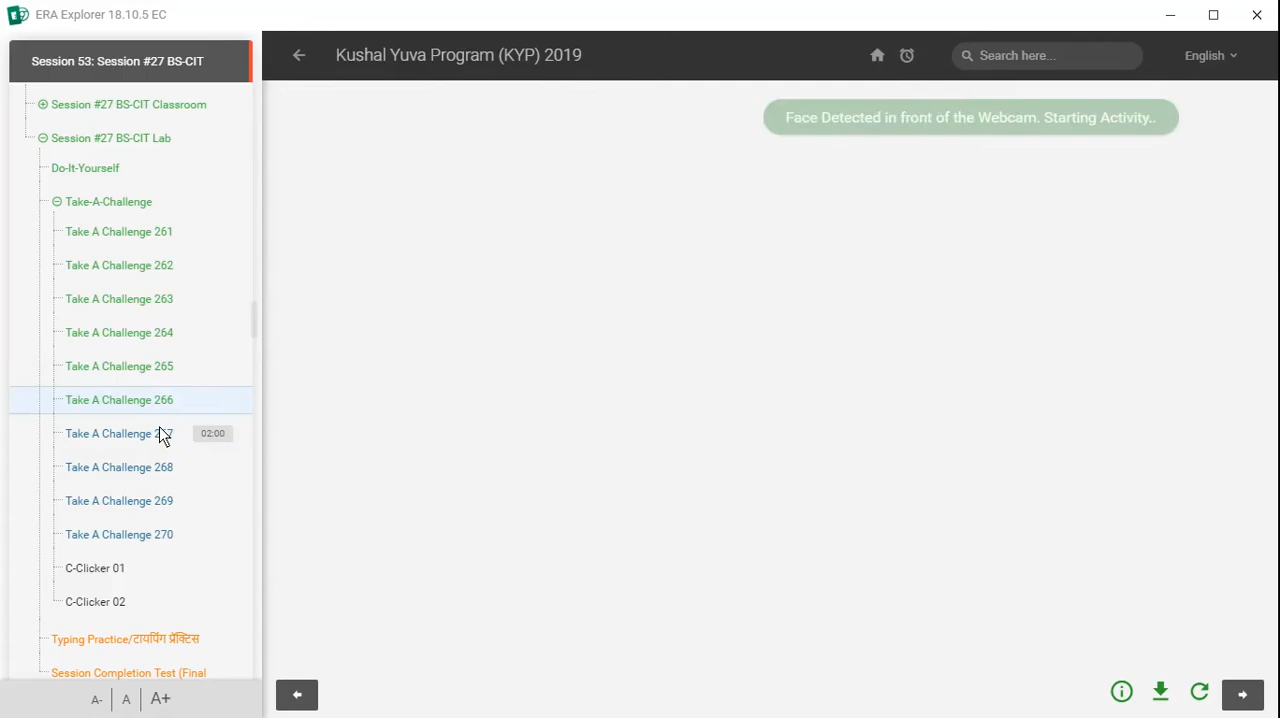 ERA Explorer 18.10.5 EC
Session 53: Session #27 BS-CIT
Kushal Yuva Program (KYP) 2019
Search here...
English
Face Detected in front of the Webcam. Starting Activity..
Session #27 BS-CIT Classroom
Session #27 BS-CIT Lab
Do-It-Yourself
Take-A-Challenge
Take A Challenge 261
Take A Challenge 262
Take A Challenge 263
Take A Challenge 264
Take A Challenge 265
Take A Challenge 266
Take A Challenge 267 02:00
Take A Challenge 268
Take A Challenge 269
Take A Challenge 270
C-Clicker 01
C-Clicker 02
Typing Practice/टायपिंग प्रॅक्टिस
Session Completion Test (Final
A- A A+